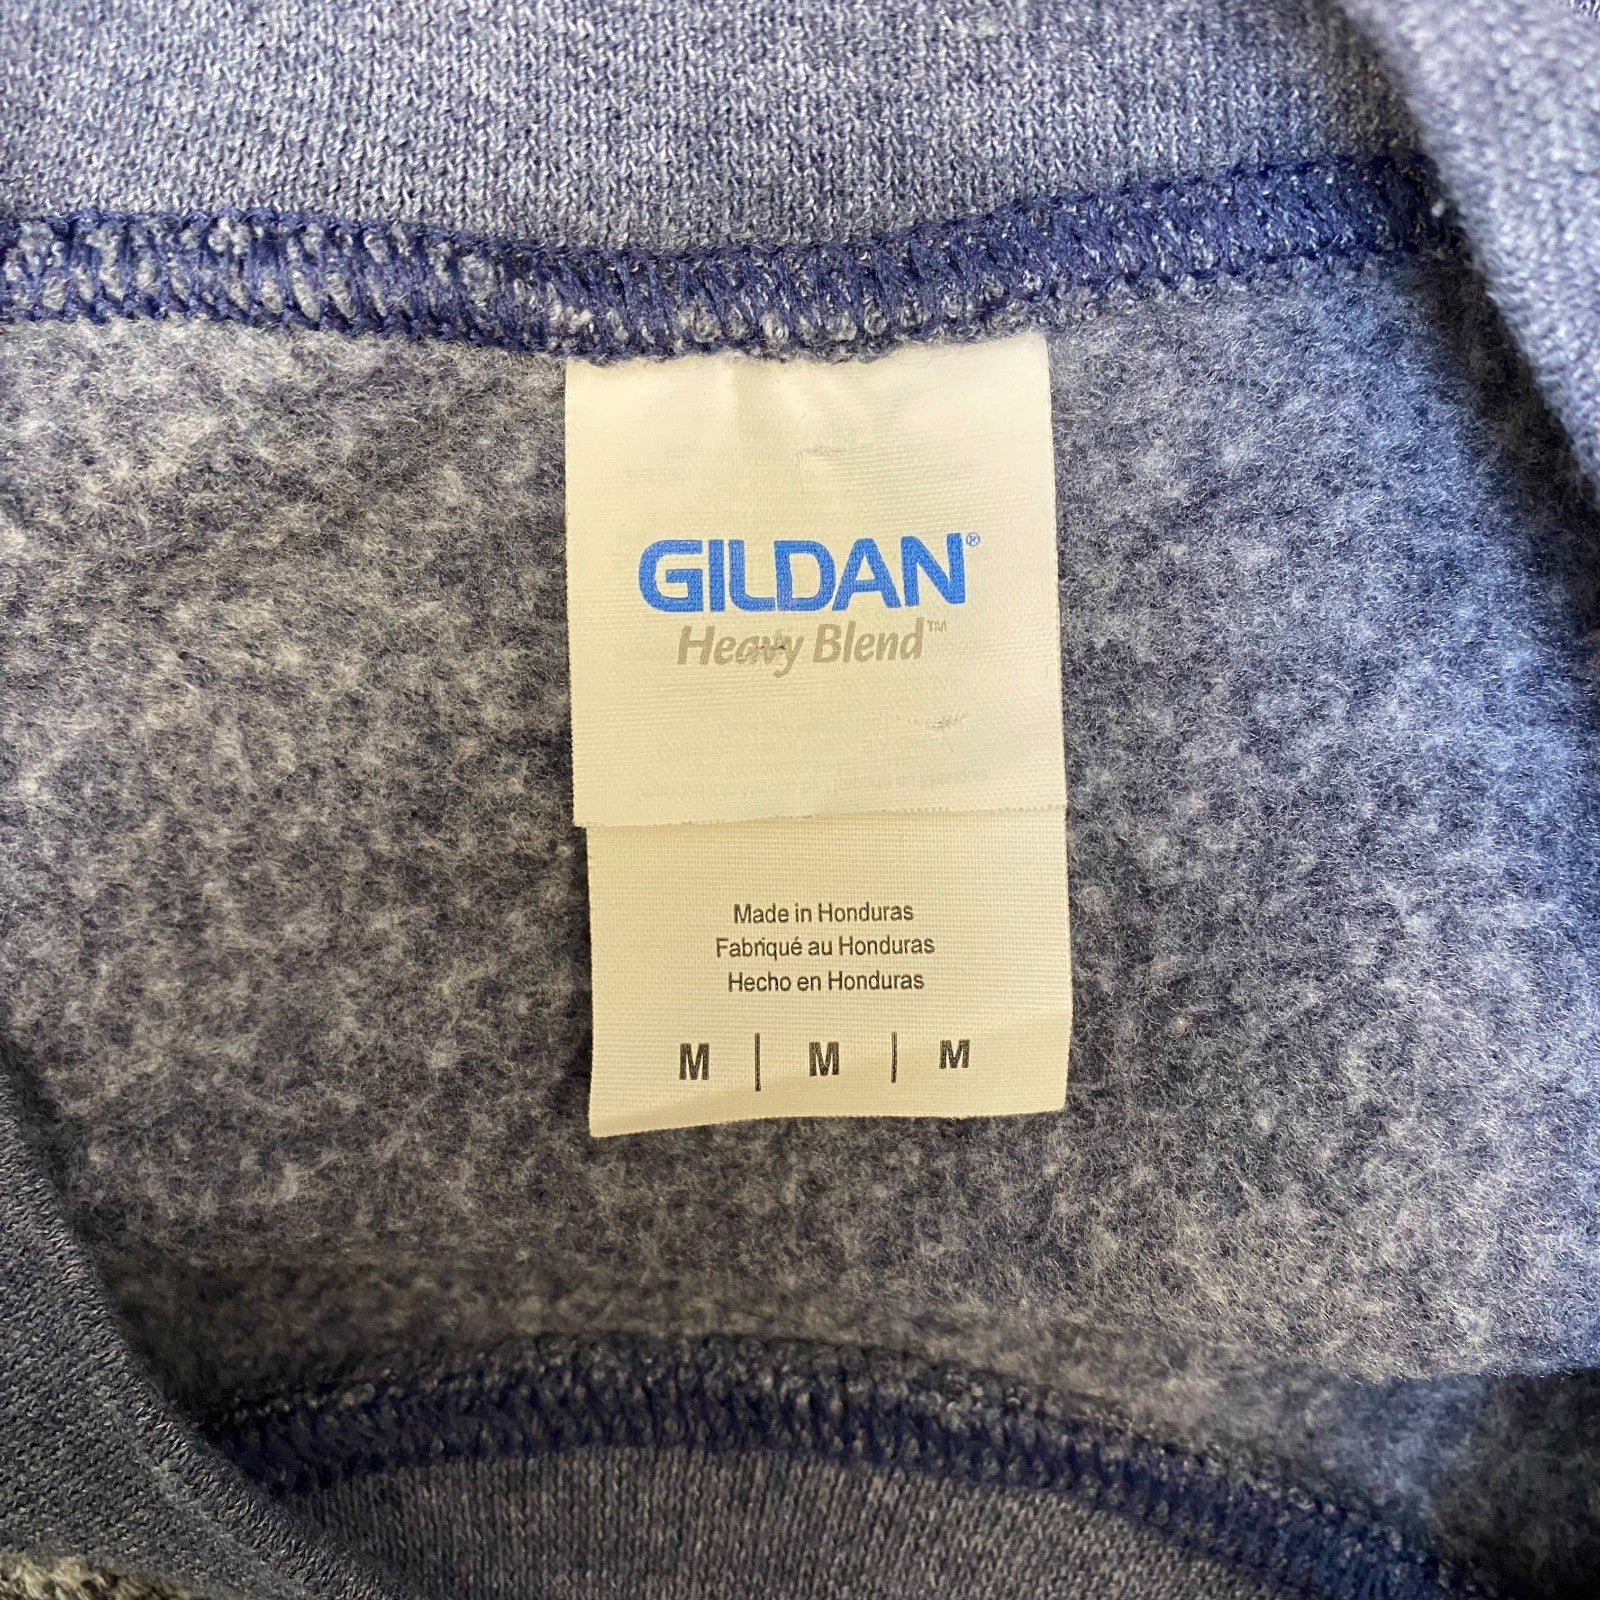 GILDAN®
Heavy Blend™
Made in Honduras
Fabriqué au Honduras
Hecho en Honduras
M | M | M